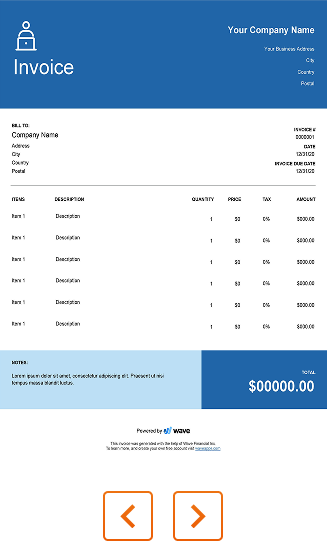 Your Company Name
Invoice
Your Business Address
City
Country
Postal
BILL TO:
Company Name
Address
City
Country
Postal
INVOICE #
0000001
DATE
12/31/20
INVOICE DUE DATE
12/31/20
ITEMS DESCRIPTION QUANTITY PRICE TAX AMOUNT
Item 1 Description 1 $0 0% $000.00
Item 1 Description 1 $0 0% $000.00
Item 1 Description 1 $0 0% $000.00
Item 1 Description 1 $0 0% $000.00
Item 1 Description 1 $0 0% $000.00
Item 1 Description 1 $0 0% $000.00
NOTES:
Lorem ipsum dolor sit amet, consectetur adipiscing elit. Praesent ut nisi
tempus massa blandit luctus.
TOTAL
$00000.00
Powered by wave
This invoice was generated with the help of Wave Financial Inc.
To learn more, and create your own free account visit waveapps.com